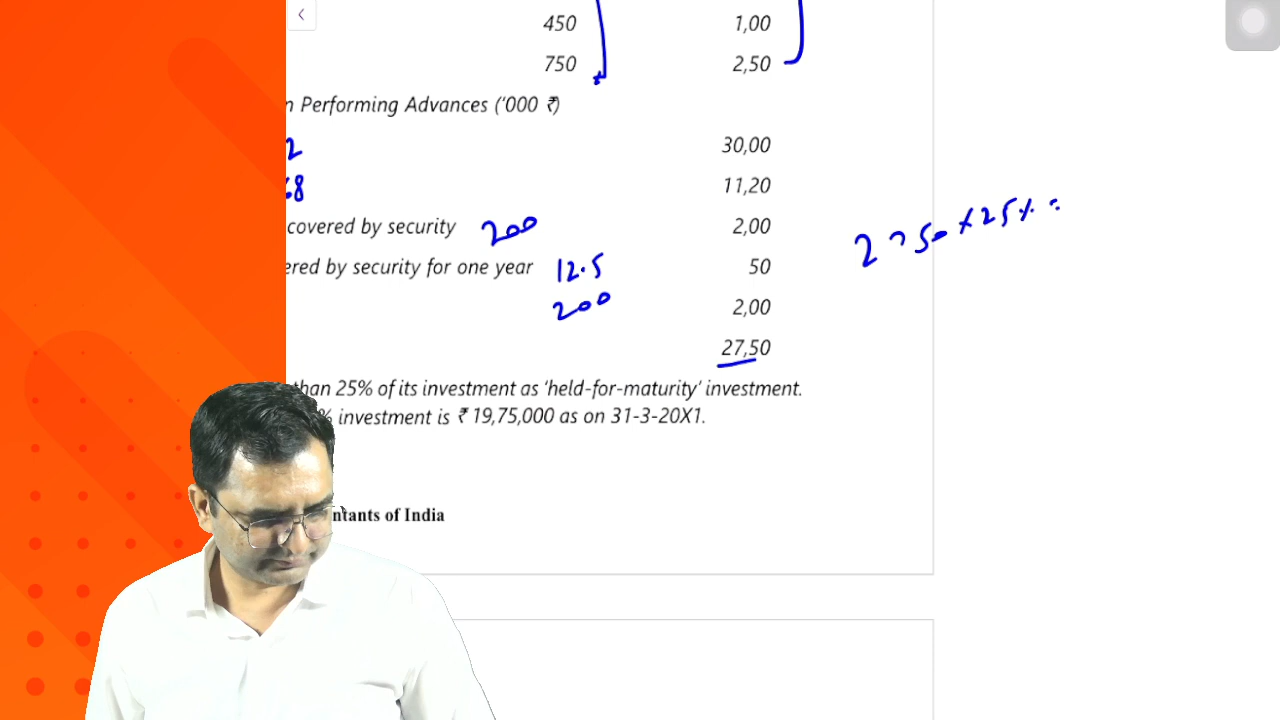 450 1,00
750 2,50
n Performing Advances ('000 ₹)
2 30,00
68 11,20
covered by security 200 2,00
ered by security for one year 12.5 50
200 2,00
27,50
2750 x 25% =
than 25% of its investment as 'held-for-maturity' investment.
% investment is ₹ 19,75,000 as on 31-3-20X1.
ntants of India